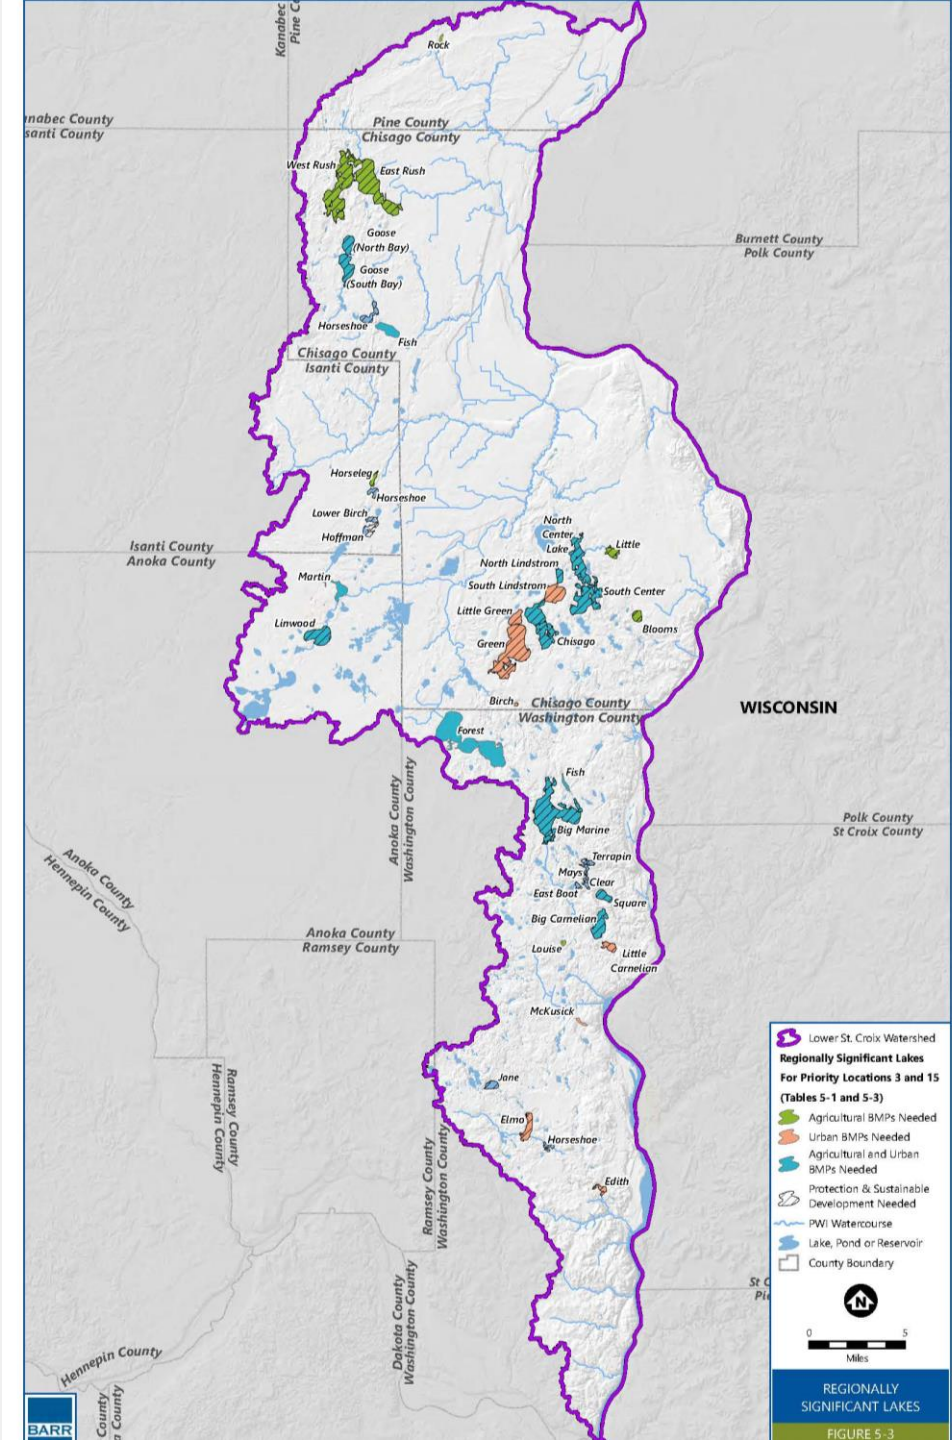 Kanabec
Pine C
Rock
nabec County
santi County
Pine County
Chisago County
West Rush
East Rush
Goose
(North Bay)
Goose
(South Bay)
Burnett County
Polk County
Horseshoe
Fish
Chisago County
Isanti County
Horseleg
Horseshoe
Lower Birch
Hoffman
Isanti County
Anoka County
North
Center
Lake
Little
North Lindstrom
South Lindstrom
South Center
Martin
Little Green
Linwood
Blooms
Green
Chisago
Birch
Chisago County
Washington County
WISCONSIN
Forest
Anoka County
Washington County
Fish
Big Marine
Polk County
St Croix County
Anoka County
Hennepin County
Terrapin
Mays
Clear
East Boot
Square
Big Carnelian
Anoka County
Ramsey County
Louise
Little
Carnelian
McKusick
Ramsey County
Hennepin County
Jane
Elmo
Horseshoe
Ramsey County
Washington County
Edith
Dakota County
Washington County
St C
Pie
Hennepin County
County
a County
BARR
Lower St. Croix Watershed
Regionally Significant Lakes
For Priority Locations 3 and 15
(Tables 5-1 and 5-3)
Agricultural BMPs Needed
Urban BMPs Needed
Agricultural and Urban
BMPs Needed
Protection & Sustainable
Development Needed
PWI Watercourse
Lake, Pond or Reservoir
County Boundary
N
0 5
Miles
REGIONALLY
SIGNIFICANT LAKES
FIGURE 5-3